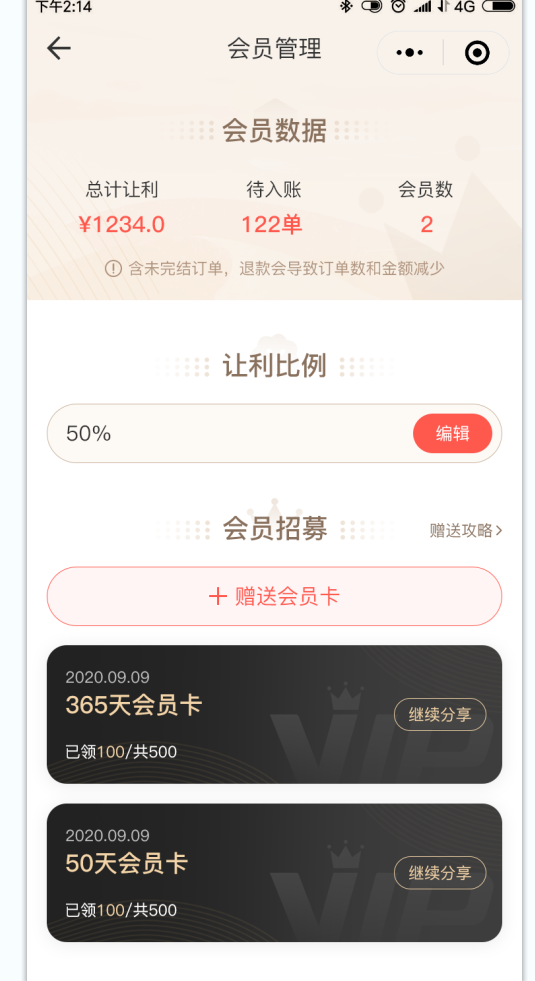 下午2:14
4G
会员管理
会员数据
总计让利 待入账 会员数
¥1234.0 122单 2
含未完结订单，退款会导致订单数和金额减少
让利比例
50% 编辑
会员招募 赠送攻略
赠送会员卡
2020.09.09
365天会员卡
继续分享
已领100/共500
VIP
2020.09.09
50天会员卡
继续分享
已领100/共500
VIP